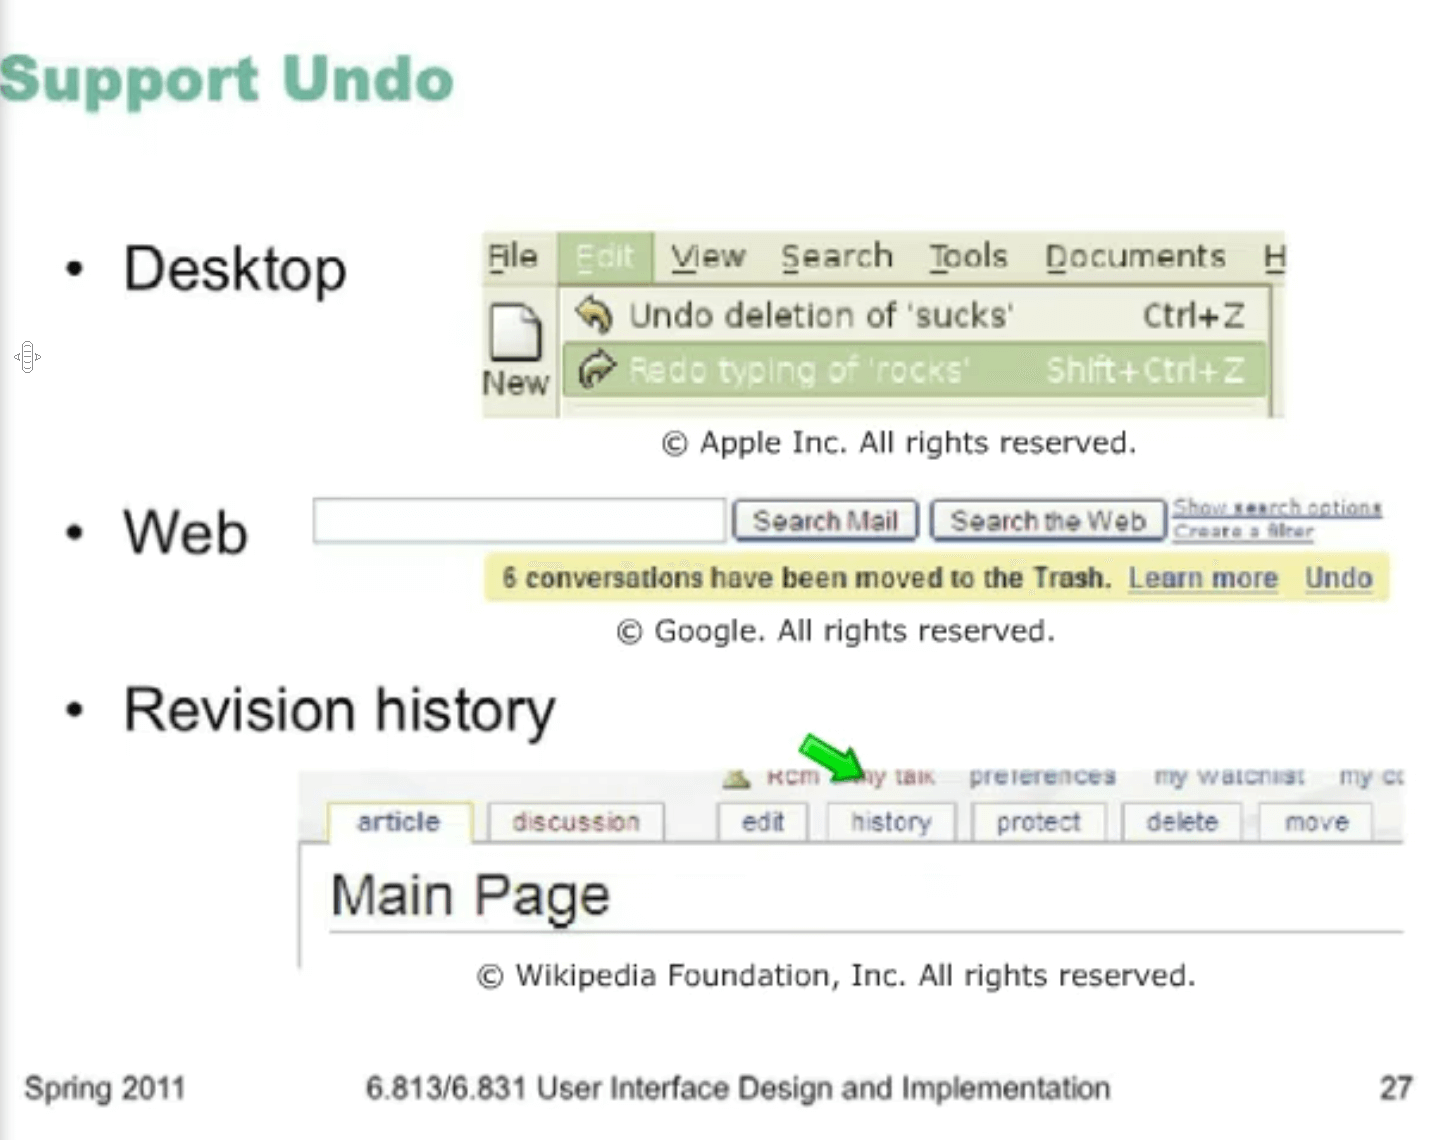 Support Undo
• Desktop
File Edit View Search Tools Documents H
Undo deletion of 'sucks' Ctrl+Z
New
Redo typing of 'rocks' Shift+Ctrl+Z
© Apple Inc. All rights reserved.
• Web
Search Mail Search the Web Show search options
Create a filter
6 conversations have been moved to the Trash. Learn more Undo
© Google. All rights reserved.
• Revision history
Rcm my talk preferences my watchlist my co
article discussion edit history protect delete move
Main Page
© Wikipedia Foundation, Inc. All rights reserved.
Spring 2011 6.813/6.831 User Interface Design and Implementation 27